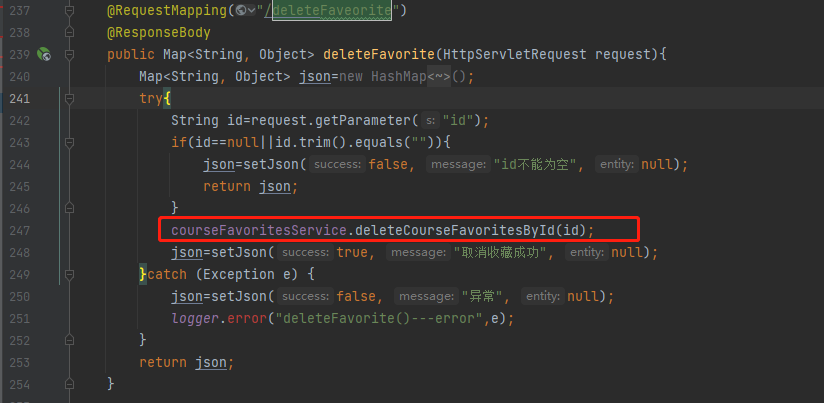 237 @RequestMapping("/deleteFaveorite")
238 @ResponseBody
239 public Map<String, Object> deleteFavorite(HttpServletRequest request){
240 Map<String, Object> json=new HashMap<~>();
241 try{
242 String id=request.getParameter( s: "id");
243 if(id==null||id.trim().equals("")){
244 json=setJson( success: false, message: "id不能为空", entity: null);
245 return json;
246 }
247 courseFavoritesService.deleteCourseFavoritesById(id);
248 json=setJson( success: true, message: "取消收藏成功", entity: null);
249 }catch (Exception e) {
250 json=setJson( success: false, message: "异常", entity: null);
251 logger.error("deleteFavorite()---error",e);
252 }
253 return json;
254 }